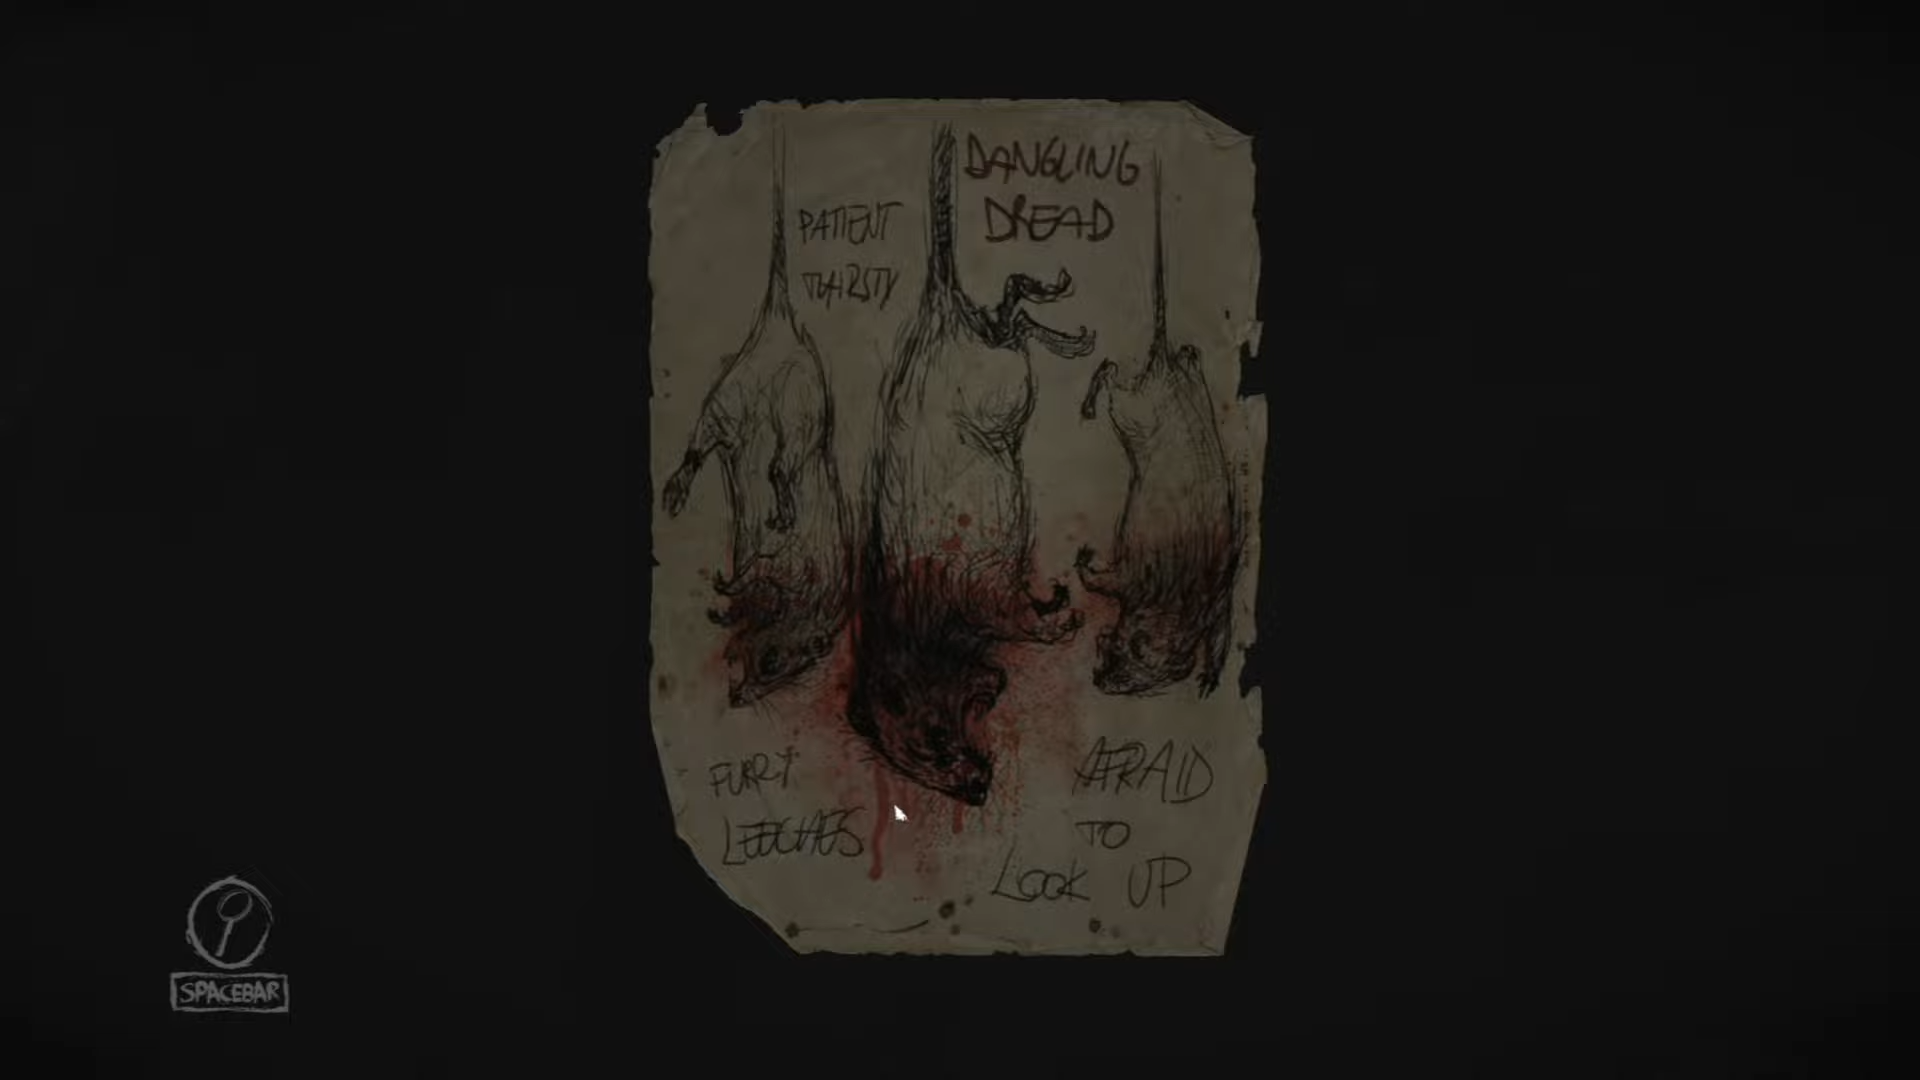 DANGLING
DREAD
PATIENT
THIRSTY
FURRY
LEECHES
AFRAID
TO
LOOK UP
SPACEBAR